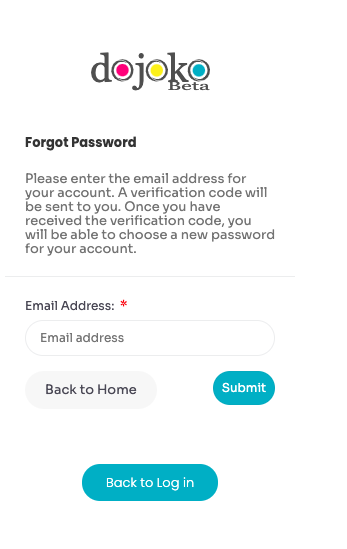 dojoko
Beta
Forgot Password
Please enter the email address for
your account. A verification code will
be sent to you. Once you have
received the verification code, you
will be able to choose a new password
for your account.
Email Address: *
Email address
Back to Home
Submit
Back to Log in